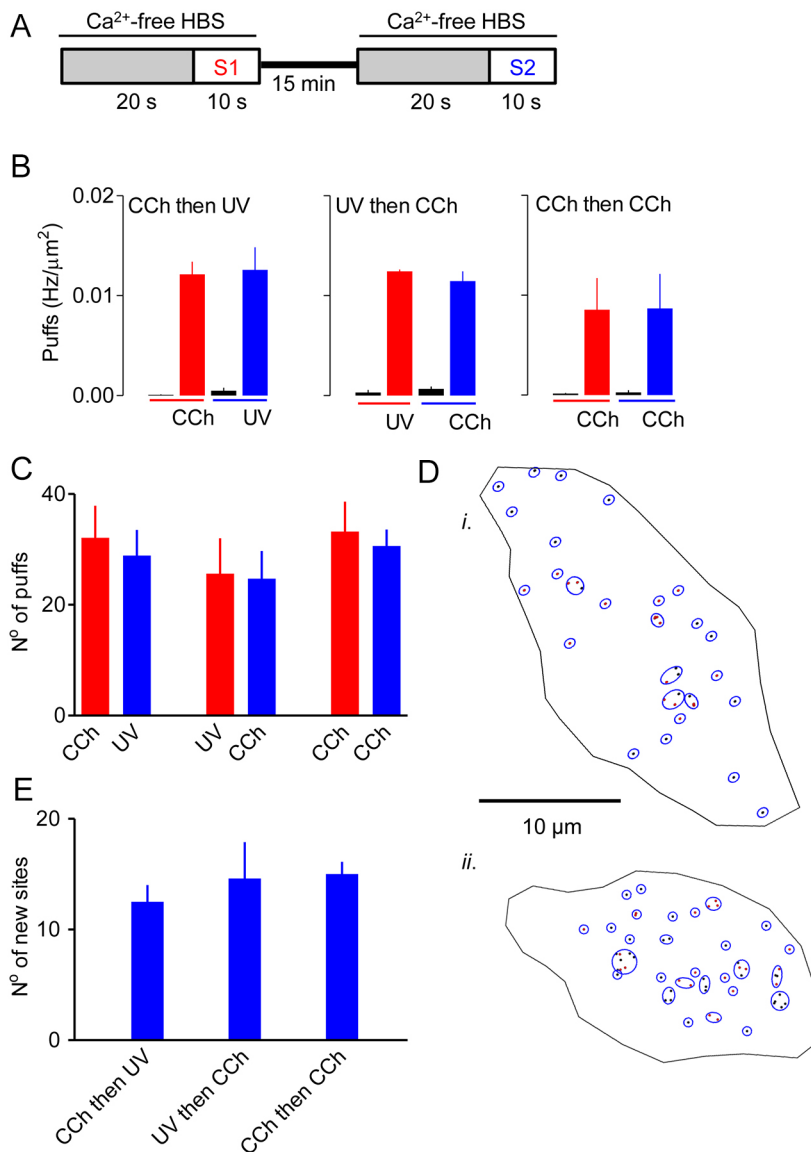 A
Ca²⁺-free HBS
Ca²⁺-free HBS
S1
S2
15 min
20 s
10 s
20 s
10 s
B
Puffs (Hz/μm²)
0.02
0.01
0.00
CCh then UV
UV then CCh
CCh then CCh
CCh
UV
UV
CCh
CCh
CCh
C
Nº of puffs
40
20
0
CCh
UV
UV
CCh
CCh
CCh
D
i.
10 μm
ii.
E
Nº of new sites
20
10
0
CCh then UV
UV then CCh
CCh then CCh